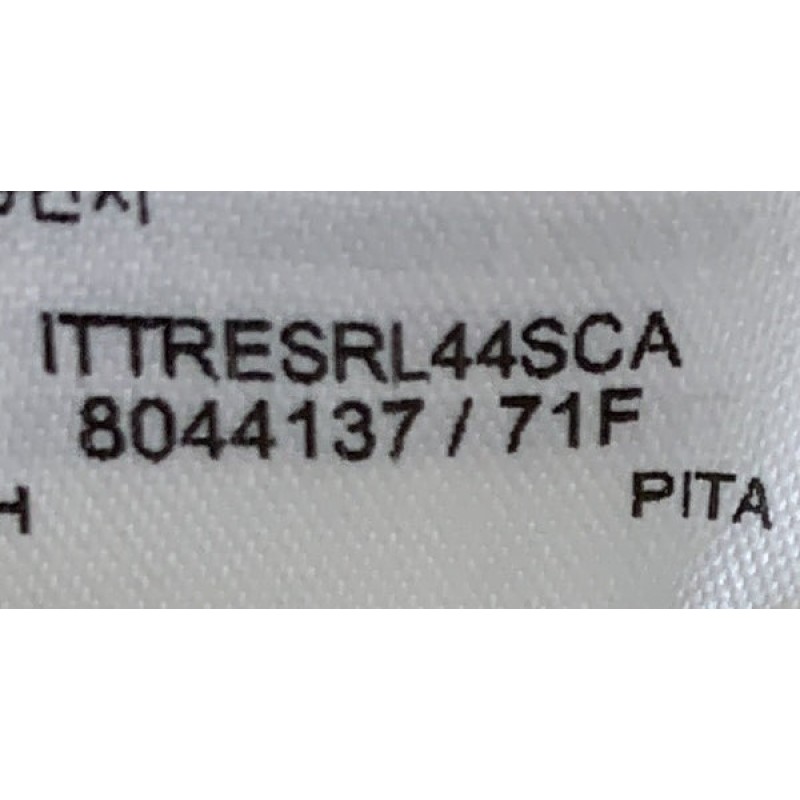 ITTRESRL44SCA
8044137 / 71F
PITA